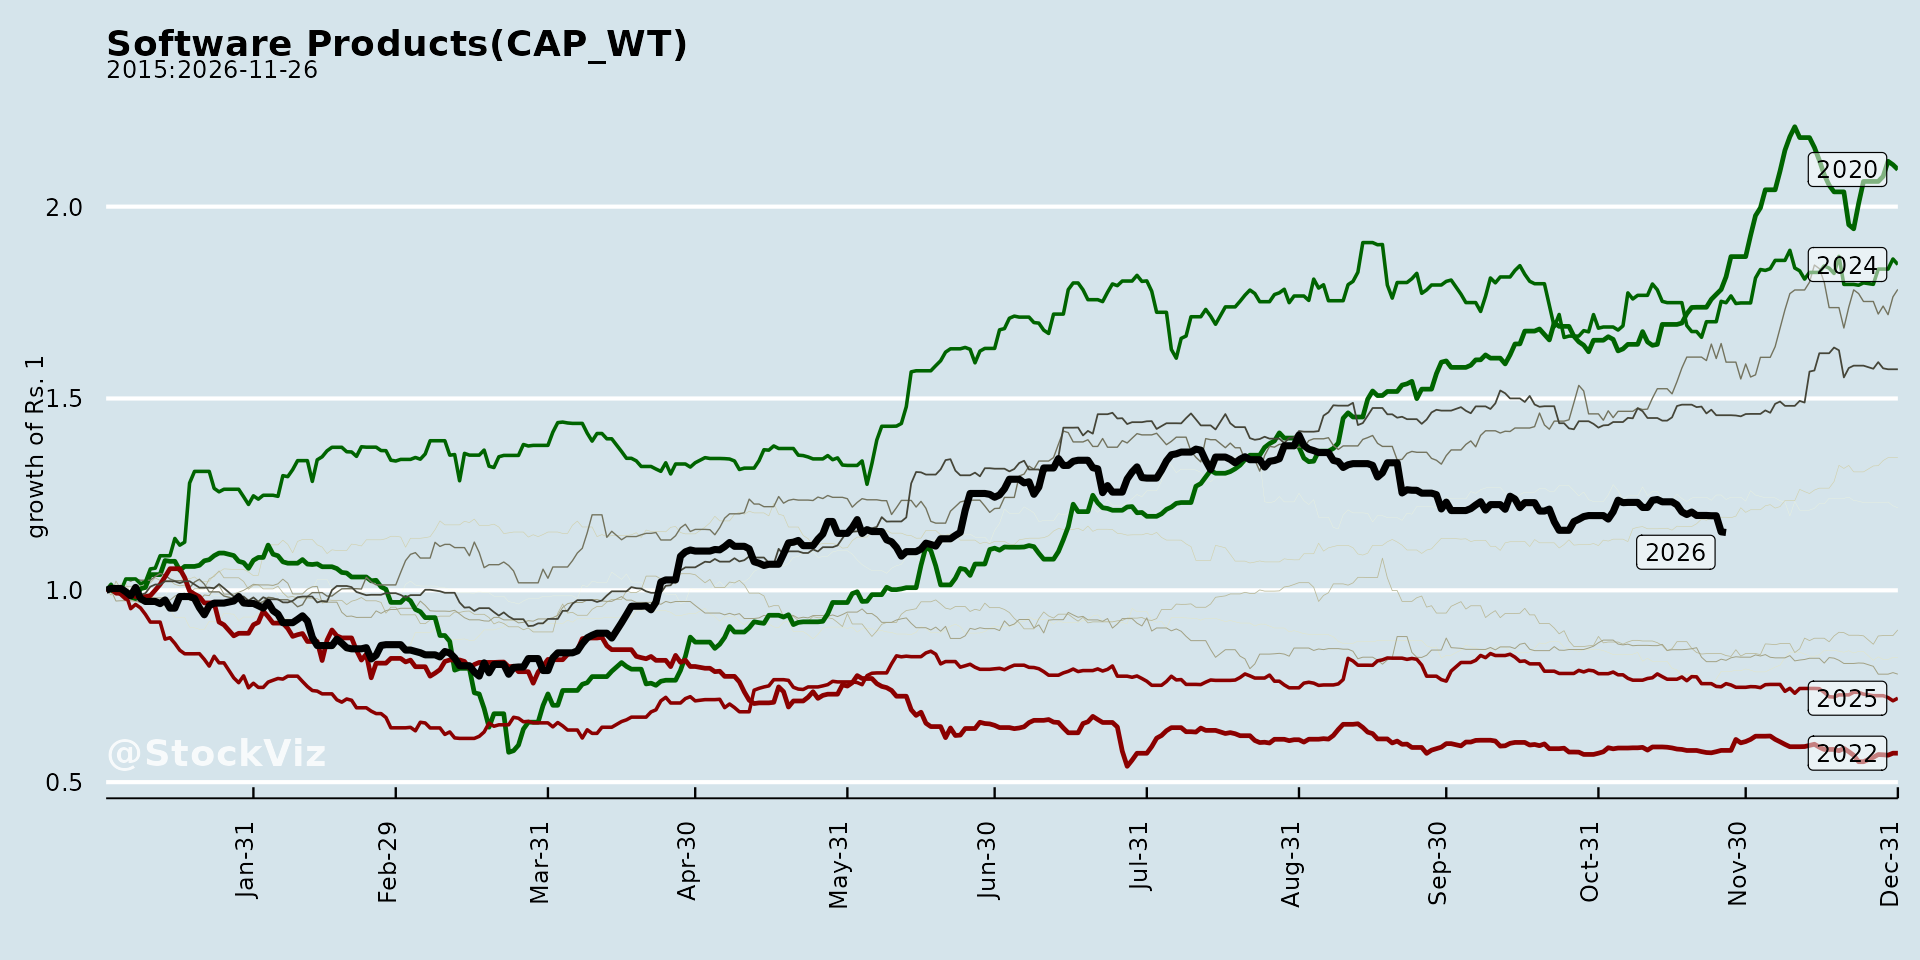 Software Products(CAP_WT)
2015:2026-11-26
growth of Rs. 1
2.0
1.5
1.0
0.5
2020
2024
2026
2025
2022
@StockViz
Jan-31
Feb-29
Mar-31
Apr-30
May-31
Jun-30
Jul-31
Aug-31
Sep-30
Oct-31
Nov-30
Dec-31